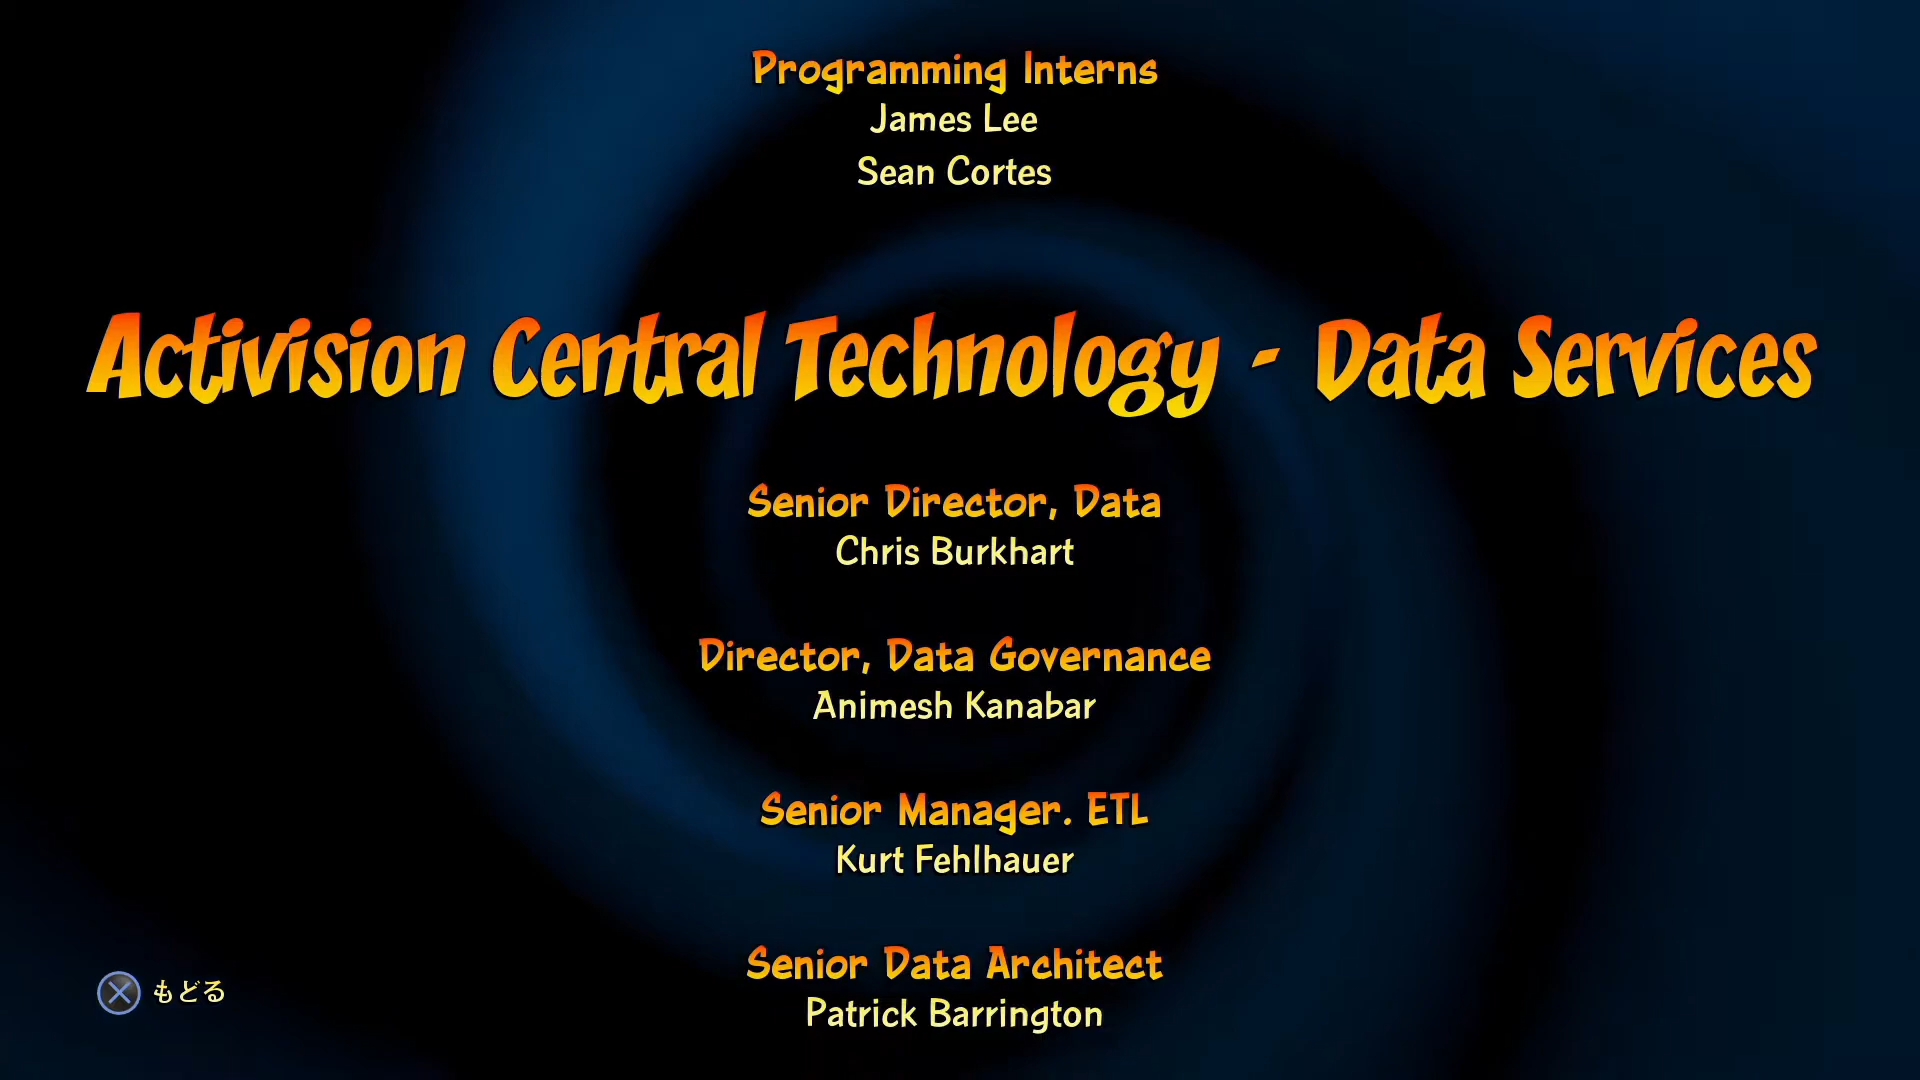 Programming Interns
James Lee
Sean Cortes
Activision Central Technology - Data Services
Senior Director, Data
Chris Burkhart
Director, Data Governance
Animesh Kanabar
Senior Manager. ETL
Kurt Fehlhauer
Senior Data Architect
Patrick Barrington
もどる